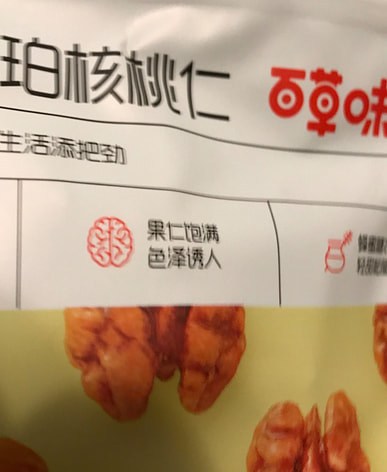 珀核桃仁
百草味
生活添把劲
果仁饱满
色泽诱人